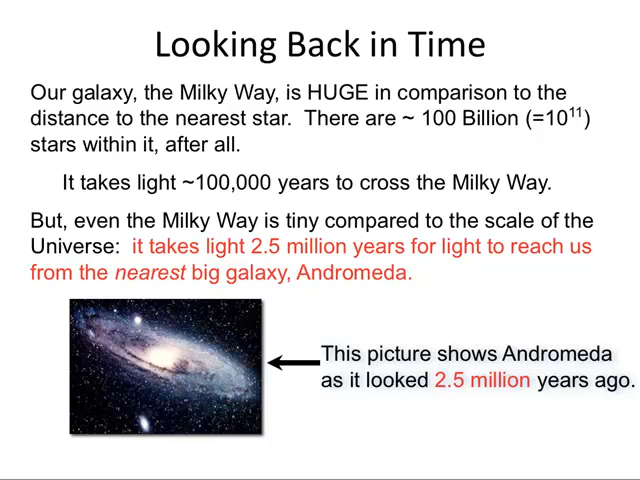 Looking Back in Time
Our galaxy, the Milky Way, is HUGE in comparison to the
distance to the nearest star.  There are ~ 100 Billion (=10¹¹)
stars within it, after all.
It takes light ~100,000 years to cross the Milky Way.
But, even the Milky Way is tiny compared to the scale of the
Universe:  it takes light 2.5 million years for light to reach us
from the nearest big galaxy, Andromeda.
This picture shows Andromeda
as it looked 2.5 million years ago.